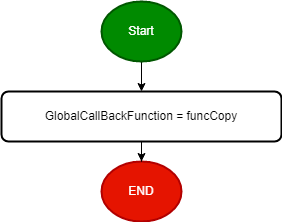 Start
GlobalCallBackFunction = funcCopy
END